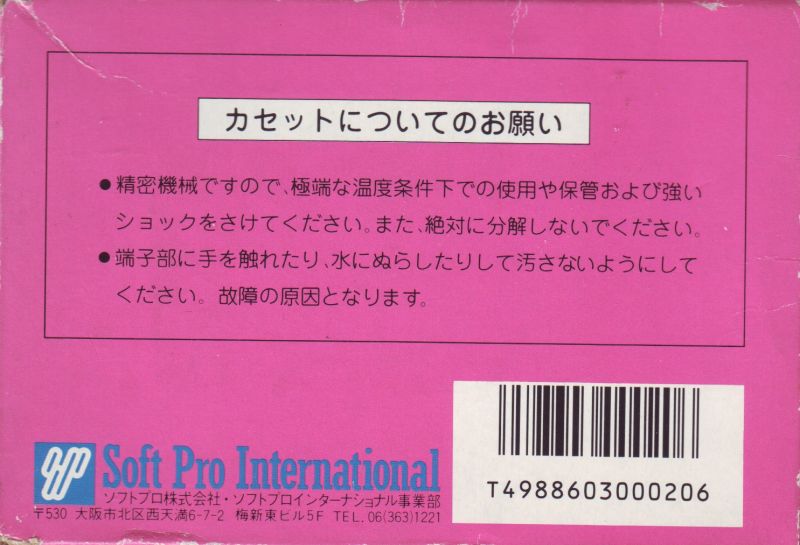 カセットについてのお願い
●精密機械ですので、極端な温度条件下での使用や保管および強い
ショックをさけてください。また、絶対に分解しないでください。
●端子部に手を触れたり、水にぬらしたりして汚さないようにして
ください。故障の原因となります。
Soft Pro International
ソフトプロ株式会社・ソフトプロインターナショナル事業部
〒530 大阪市北区西天満6-7-2 梅新東ビル5F TEL.06(363)1221
T4988603000206